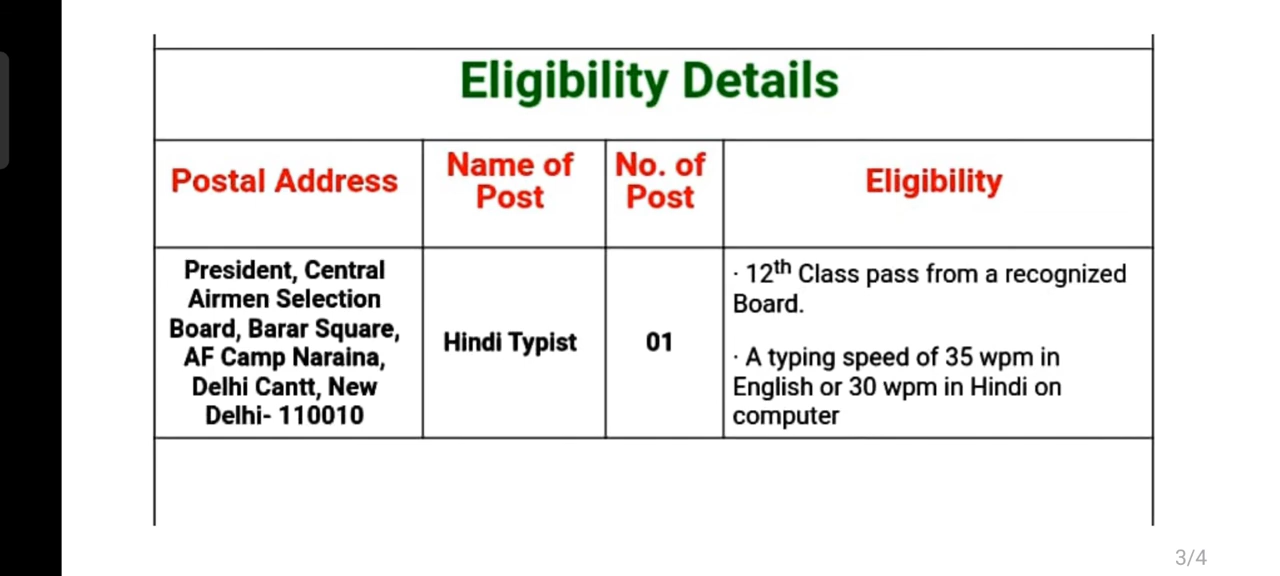 Eligibility Details
Postal Address
Name of
Post
No. of
Post
Eligibility
President, Central
Airmen Selection
Board, Barar Square,
AF Camp Naraina,
Delhi Cantt, New
Delhi- 110010
Hindi Typist
01
· 12th Class pass from a recognized
Board.
· A typing speed of 35 wpm in
English or 30 wpm in Hindi on
computer
3/4